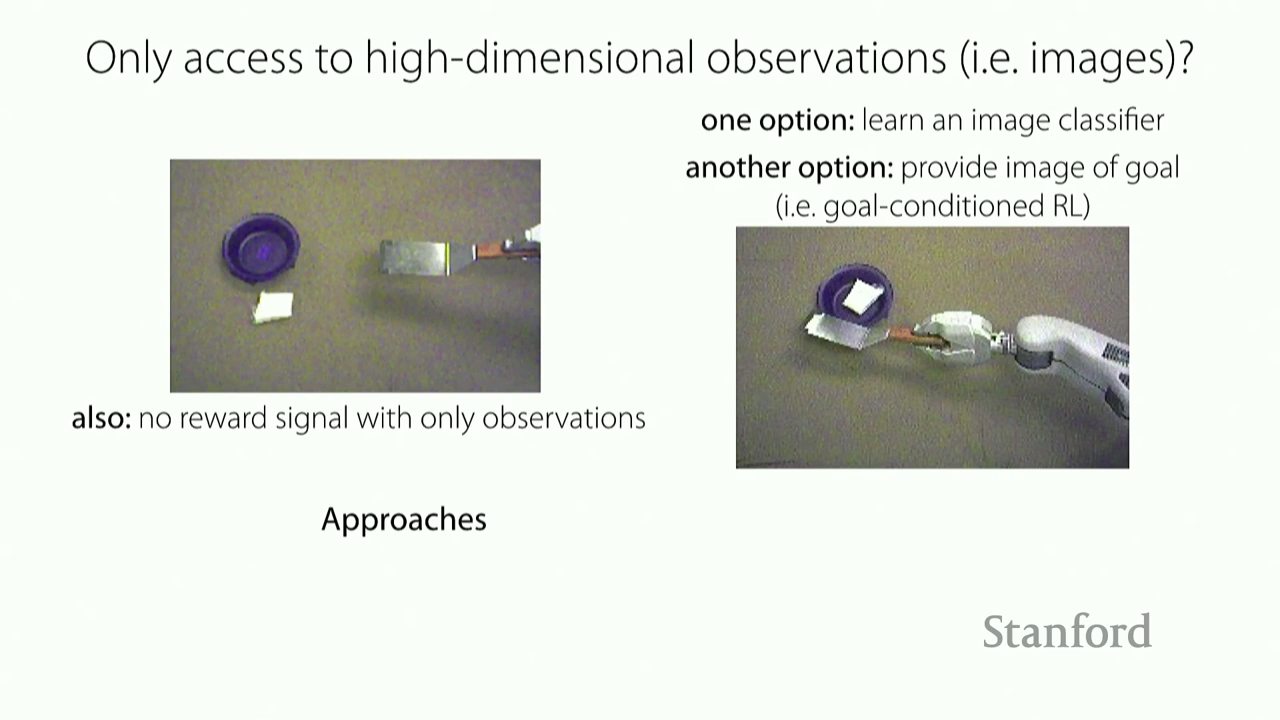 Only access to high-dimensional observations (i.e. images)?
one option: learn an image classifier
another option: provide image of goal
(i.e. goal-conditioned RL)
also: no reward signal with only observations
Approaches
Stanford